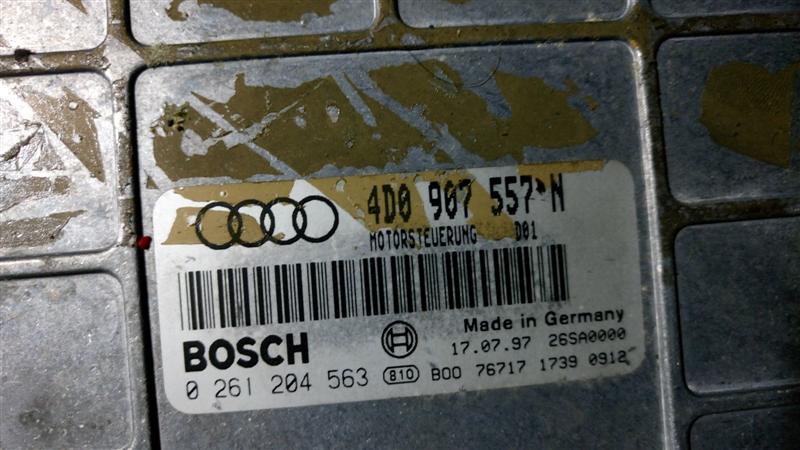 4D0 907 557 N
MOTORSTEUERUNG D01
Made in Germany
BOSCH 17.07.97 26SA0000
0 261 204 563 810 B00 76717 1739 0912